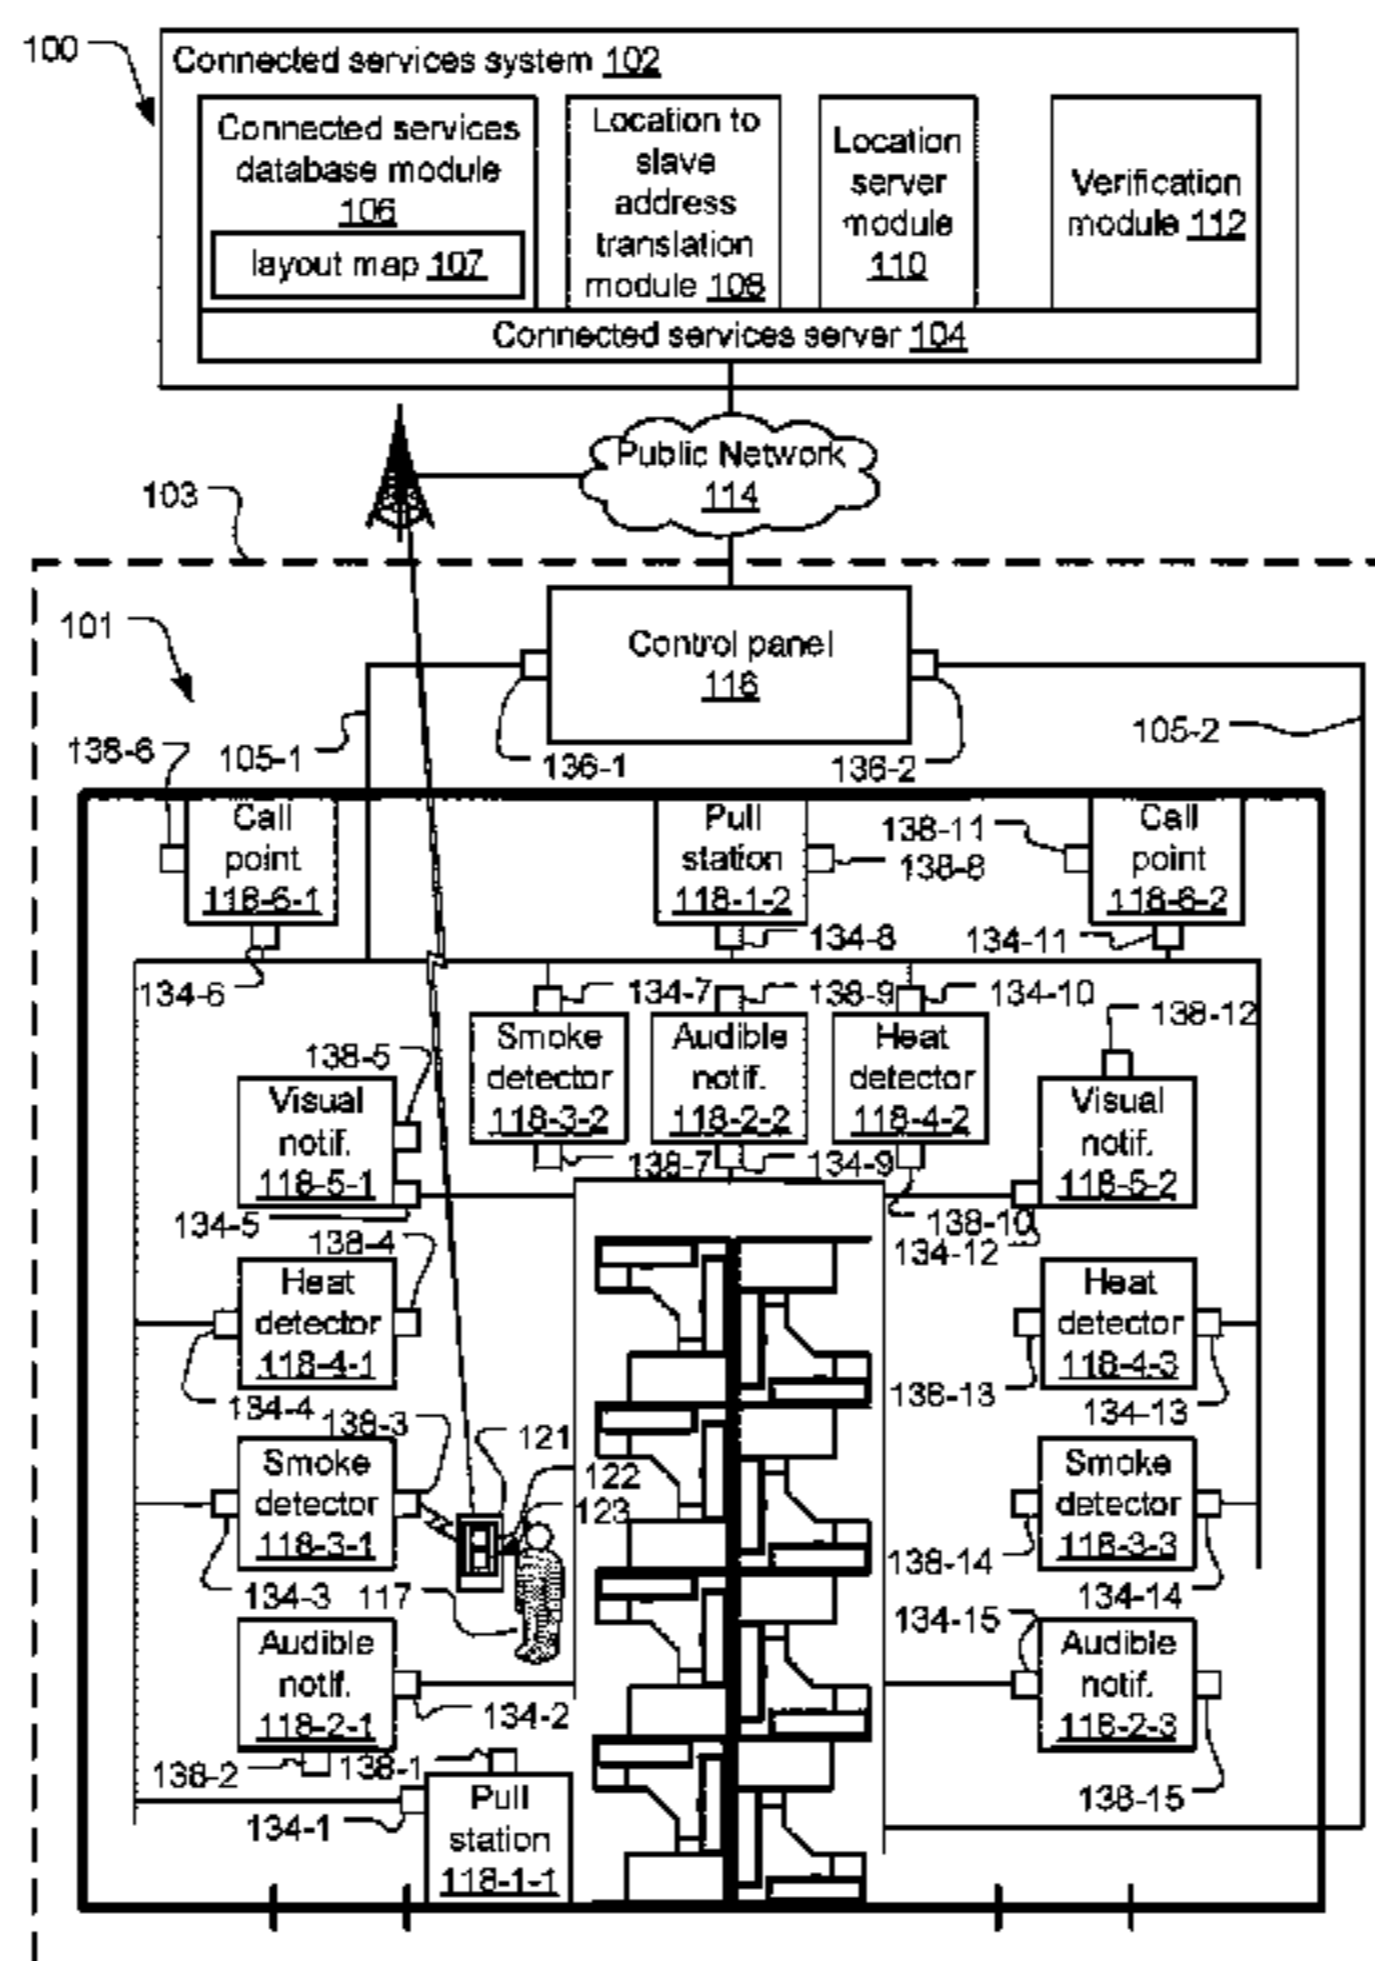 100
Connected services system 102
Connected services
database module
106
layout map 107
Location to
slave
address
translation
module 108
Location
server
module
110
Verification
module 112
Connected services server 104
Public Network
114
103
101
Control panel
116
105-1
136-1
136-2
105-2
138-6
Call
point
118-6-1
134-6
Pull
station
118-1-2
138-8
134-8
138-11
Call
point
118-6-2
134-11
134-7
138-9
134-10
138-12
Smoke
detector
118-3-2
138-7
Audible
notif.
118-2-2
134-9
Heat
detector
118-4-2
138-10
138-5
Visual
notif.
118-5-1
134-5
Visual
notif.
118-5-2
134-12
138-4
Heat
detector
118-4-1
134-4
Heat
detector
118-4-3
138-13
134-13
138-3
121
122
123
Smoke
detector
118-3-1
134-3
117
Smoke
detector
118-3-3
138-14
134-14
Audible
notif.
118-2-1
134-2
138-2
134-15
Audible
notif.
118-2-3
138-15
138-1
134-1
Pull
station
118-1-1